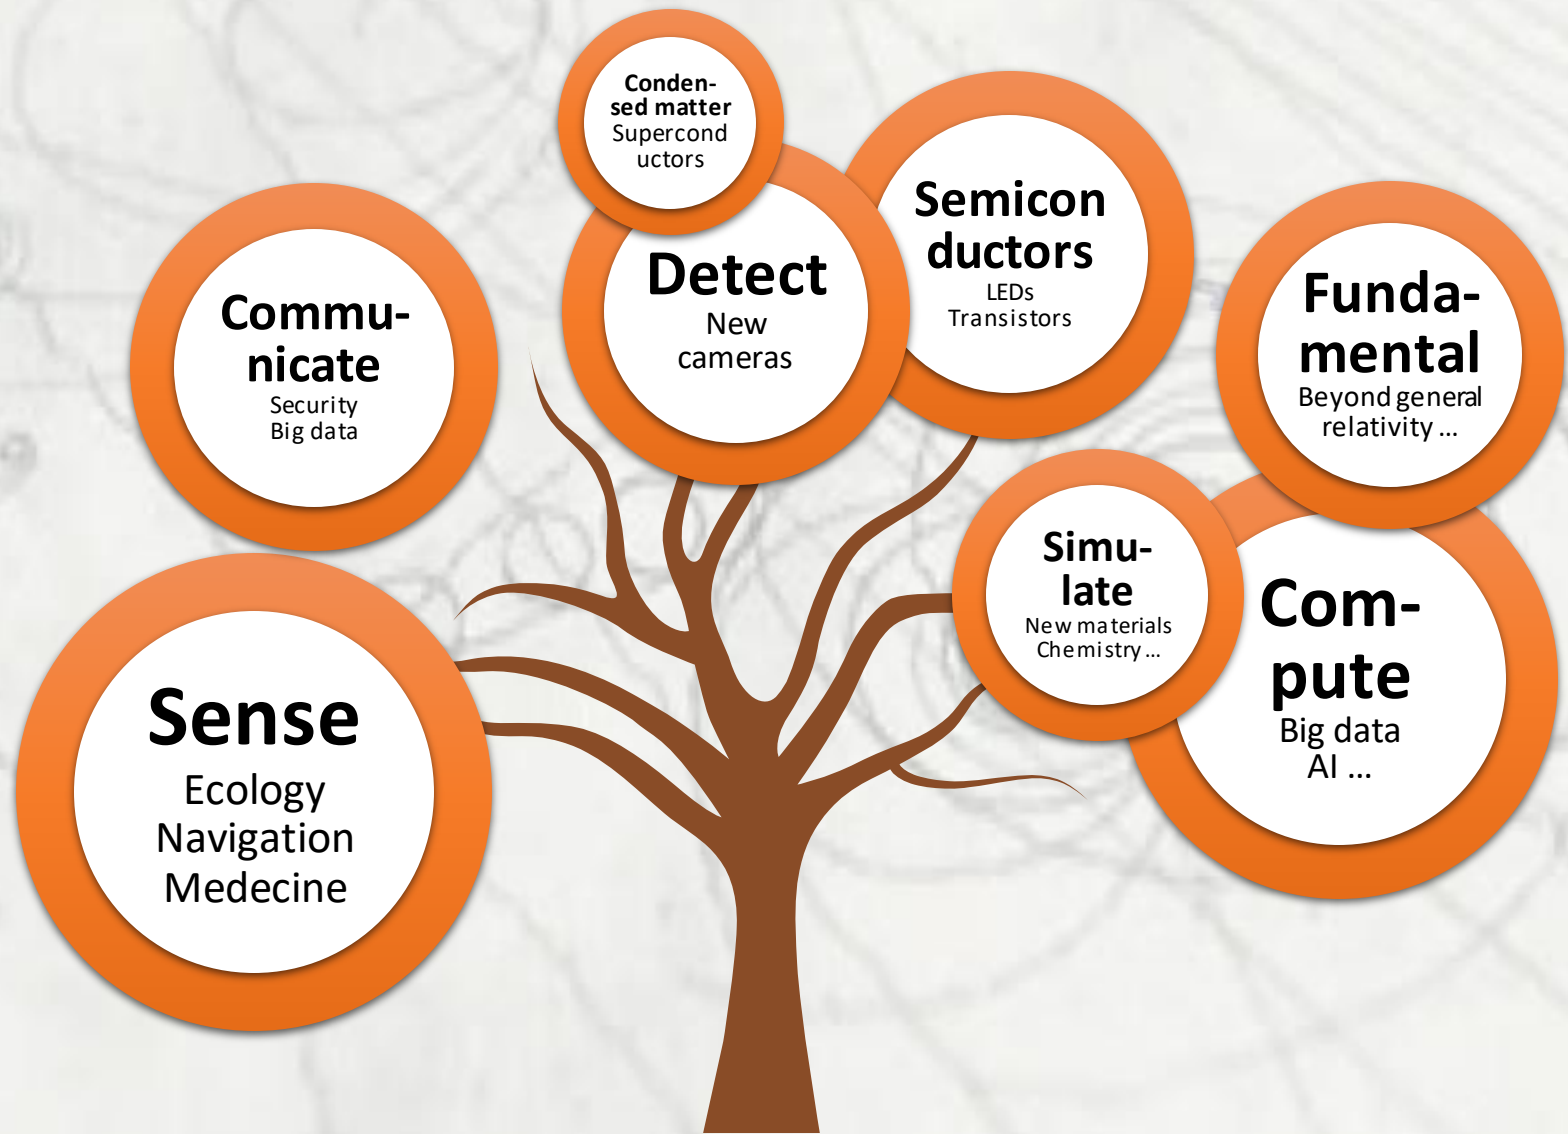 Conden-
sed matter
Supercond
uctors
Detect
New
cameras
Semicon
ductors
LEDs
Transistors
Commu-
nicate
Security
Big data
Funda-
mental
Beyond general
relativity ...
Simu-
late
New materials
Chemistry ...
Com-
pute
Big data
AI ...
Sense
Ecology
Navigation
Medecine